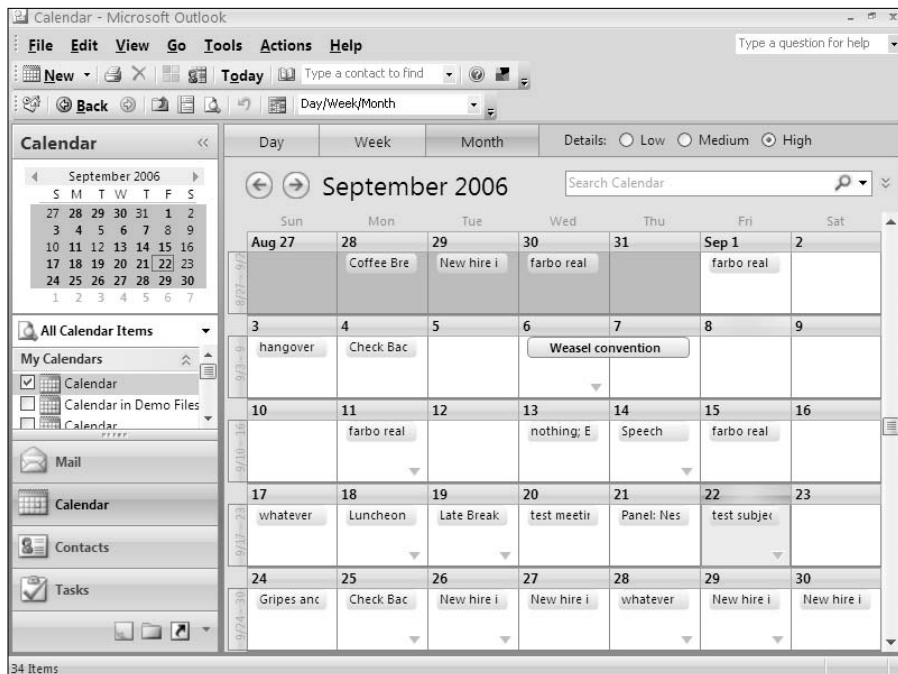 Calendar - Microsoft Outlook
File Edit View Go Tools Actions Help
Type a question for help
New Today Type a contact to find
Back Day/Week/Month
Calendar
Day Week Month Details: Low Medium High
September 2006
S M T W T F S
27 28 29 30 31 1 2
3 4 5 6 7 8 9
10 11 12 13 14 15 16
17 18 19 20 21 22 23
24 25 26 27 28 29 30
1 2 3 4 5 6 7
All Calendar Items
My Calendars
Calendar
Calendar in Demo Files
Calendar
Mail
Calendar
Contacts
Tasks
September 2006
Search Calendar
Sun Mon Tue Wed Thu Fri Sat
8/27 - 9/2
Aug 27 28 29 30 31 Sep 1 2
Coffee Bre New hire i farbo real farbo real
9/3 - 9
3 4 5 6 7 8 9
hangover Check Bac Weasel convention
9/10 - 16
10 11 12 13 14 15 16
farbo real nothing; E Speech farbo real
9/17 - 23
17 18 19 20 21 22 23
whatever Luncheon Late Break test meetin Panel: Nes test subjec
9/24 - 30
24 25 26 27 28 29 30
Gripes anc Check Bac New hire i New hire i whatever New hire i New hire i
34 Items